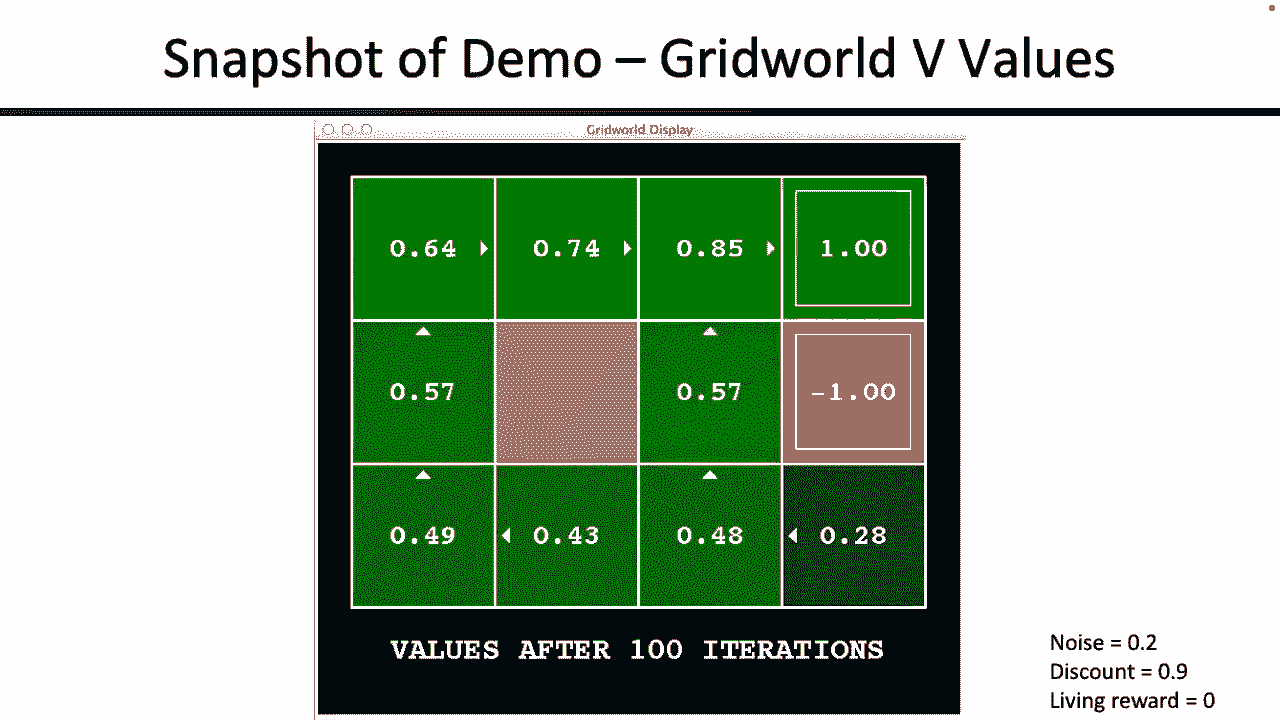 Snapshot of Demo – Gridworld V Values
Gridworld Display
0.64 0.74 0.85 1.00
0.57 0.57 -1.00
0.49 0.43 0.48 0.28
VALUES AFTER 100 ITERATIONS
Noise = 0.2
Discount = 0.9
Living reward = 0